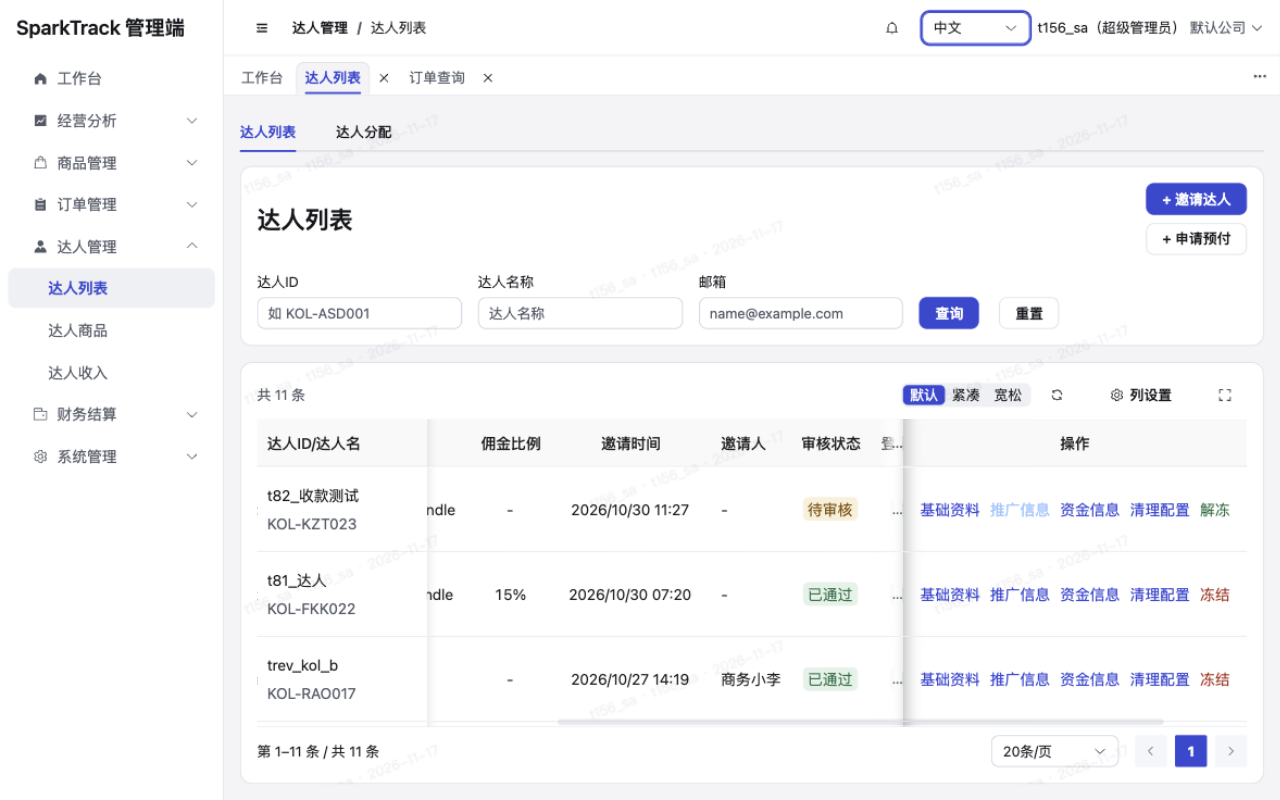 SparkTrack 管理端
达人管理 / 达人列表
中文
t156_sa（超级管理员）
默认公司
工作台
达人列表
订单查询
工作台
经营分析
商品管理
订单管理
达人管理
达人列表
达人商品
达人收入
财务结算
系统管理
达人列表
达人分配
达人列表
+ 邀请达人
+ 申请预付
达人ID
达人名称
邮箱
如 KOL-ASD001
达人名称
name@example.com
查询
重置
共 11 条
默认
紧凑
宽松
列设置
达人ID/达人名
佣金比例
邀请时间
邀请人
审核状态
登...
操作
t82_收款测试
KOL-KZT023
ndle
-
2026/10/30 11:27
-
待审核
...
基础资料 推广信息 资金信息 清理配置 解冻
t81_达人
KOL-FKK022
ndle
15%
2026/10/30 07:20
-
已通过
...
基础资料 推广信息 资金信息 清理配置 冻结
trev_kol_b
KOL-RAO017
-
2026/10/27 14:19
商务小李
已通过
...
基础资料 推广信息 资金信息 清理配置 冻结
第 1–11 条 / 共 11 条
20条/页
1
t156_sa · 2026-11-17